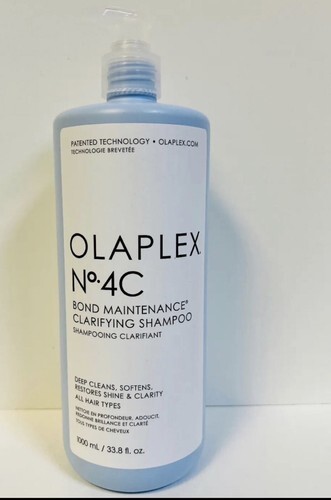 PATENTED TECHNOLOGY • OLAPLEX.COM
TECHNOLOGIE BREVETÉE
OLAPLEX®
Nº.4C
BOND MAINTENANCE®
CLARIFYING SHAMPOO
SHAMPOOING CLARIFIANT
DEEP CLEANS, SOFTENS,
RESTORES SHINE & CLARITY
ALL HAIR TYPES
NETTOIE EN PROFONDEUR, ADOUCIT,
REDONNE BRILLANCE ET CLARTÉ
TOUS TYPES DE CHEVEUX
1000 mL / 33.8 fl. oz.